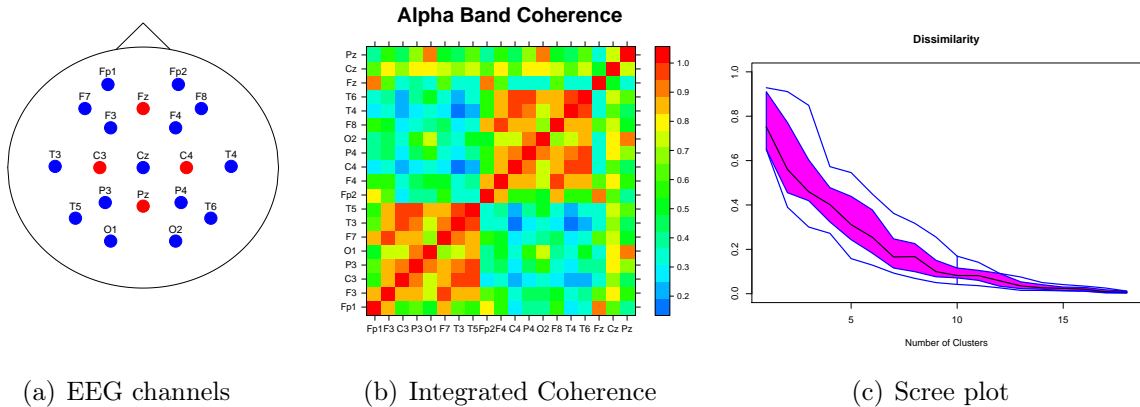 Fp1 Fp2
F7 Fz F8
F3 F4
T3 C3 Cz C4 T4
P3 Pz P4
T5 T6
O1 O2
(a) EEG channels
Alpha Band Coherence
Pz
Cz
Fz
T6
T4
F8
O2
P4
C4
F4
Fp2
T5
T3
F7
O1
P3
C3
F3
Fp1
Fp1 F3 C3 P3 O1 F7 T3 T5 Fp2 F4 C4 P4 O2 F8 T4 T6 Fz Cz Pz
1.0
0.9
0.8
0.7
0.6
0.5
0.4
0.3
0.2
(b) Integrated Coherence
Dissimilarity
1.0
0.8
0.6
0.4
0.2
0.0
5 10 15
Number of Clusters
(c) Scree plot